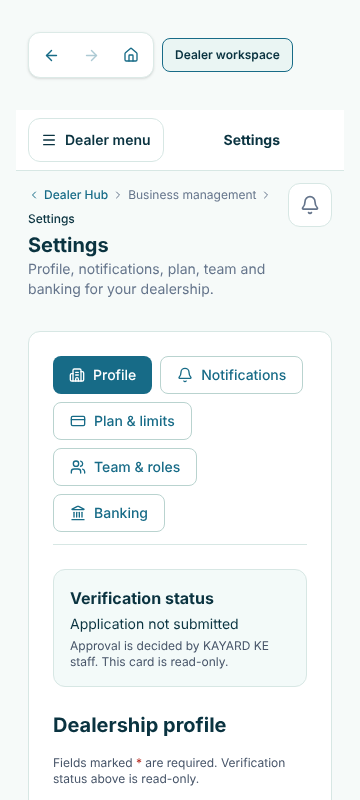 Dealer workspace
Dealer menu
Settings
Dealer Hub
Business management
Settings
Settings
Profile, notifications, plan, team and
banking for your dealership.
Profile
Notifications
Plan & limits
Team & roles
Banking
Verification status
Application not submitted
Approval is decided by KAYARD KE
staff. This card is read-only.
Dealership profile
Fields marked * are required. Verification
status above is read-only.